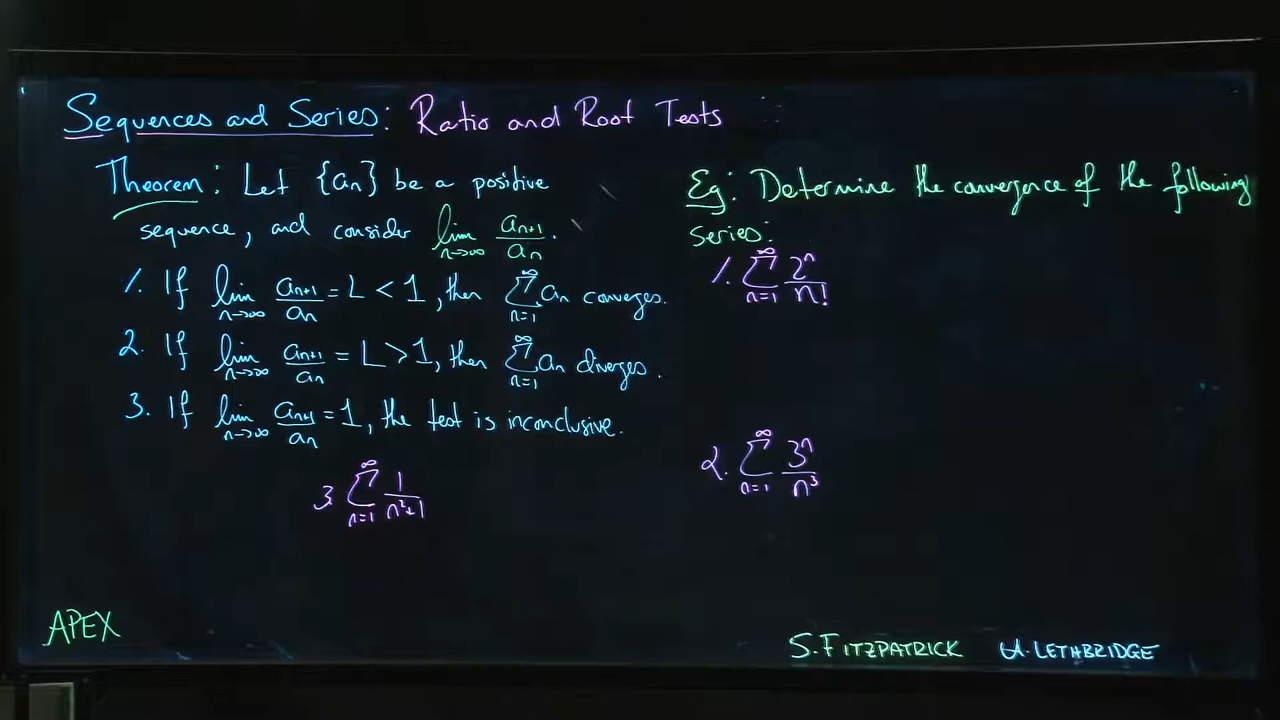 Sequences and Series: Ratio and Root Tests
Theorem: Let {aₙ} be a positive
sequence, and consider lim n→∞ aₙ₊₁/aₙ.
1. If lim n→∞ aₙ₊₁/aₙ = L < 1, then ∞ Σ n=1 aₙ converges.
2. If lim n→∞ aₙ₊₁/aₙ = L > 1, then ∞ Σ n=1 aₙ diverges.
3. If lim n→∞ aₙ₊₁/aₙ = 1, the test is inconclusive.
3. ∞ Σ n=1 1/(n²+1)
Eg: Determine the convergence of the following
series:
1. ∞ Σ n=1 2ⁿ/n!
2. ∞ Σ n=1 3ⁿ/n³
APEX
S. FITZPATRICK U. LETHBRIDGE